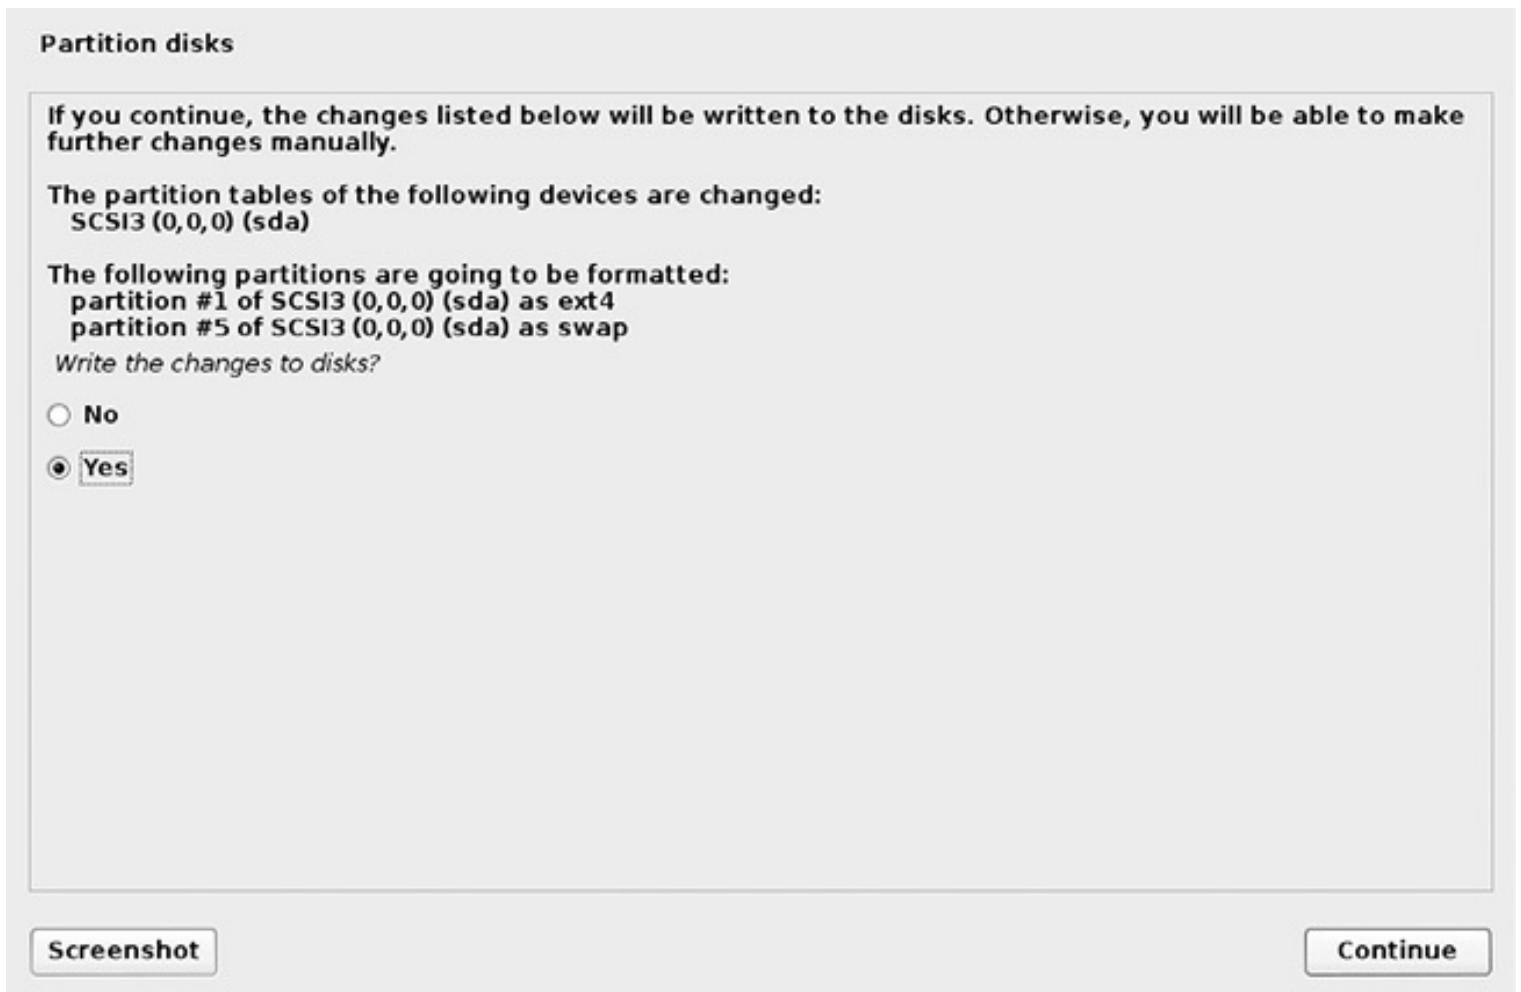 Partition disks
If you continue, the changes listed below will be written to the disks. Otherwise, you will be able to make
further changes manually.
The partition tables of the following devices are changed:
SCSI3 (0,0,0) (sda)
The following partitions are going to be formatted:
partition #1 of SCSI3 (0,0,0) (sda) as ext4
partition #5 of SCSI3 (0,0,0) (sda) as swap
Write the changes to disks?
No
Yes
Screenshot
Continue